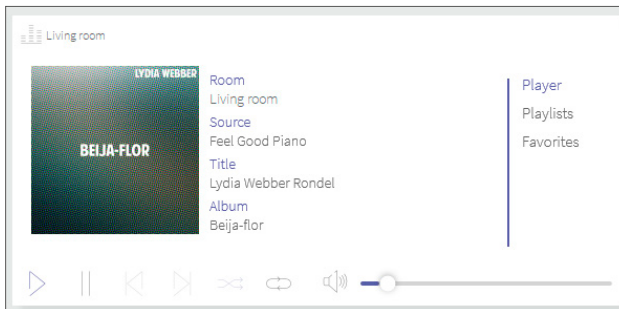 Living room
LYDIA WEBBER
BEIJA-FLOR
Room
Living room
Source
Feel Good Piano
Title
Lydia Webber Rondel
Album
Beija-flor
Player
Playlists
Favorites